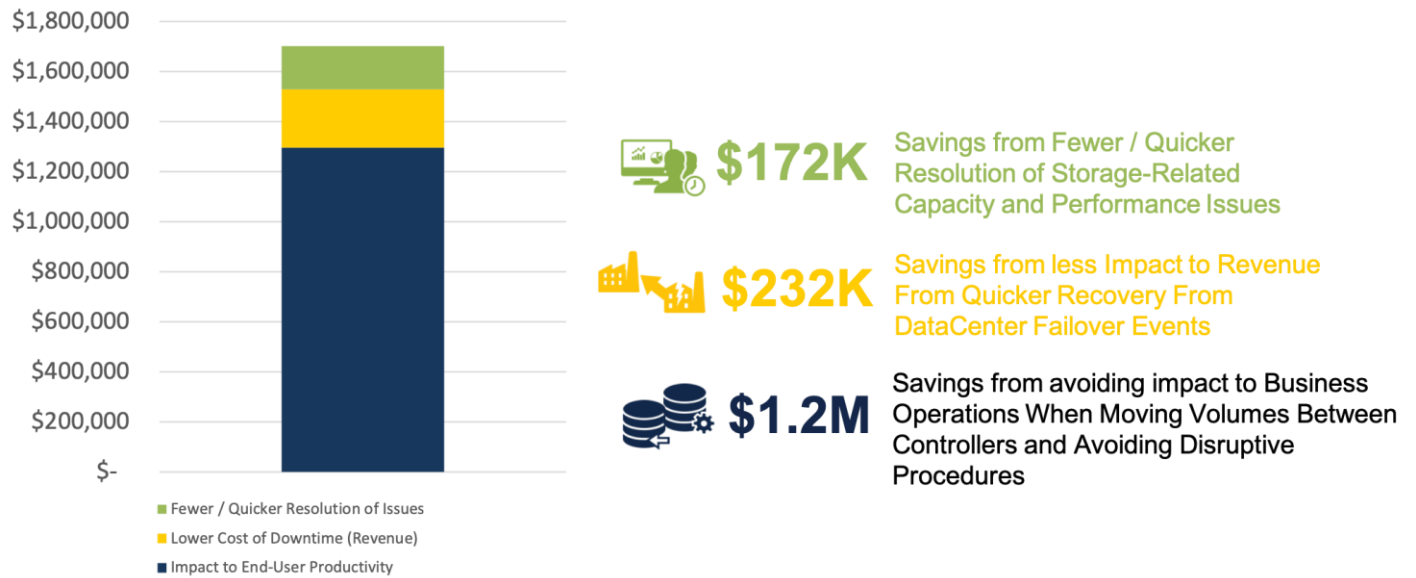 $1,800,000
$1,600,000
$1,400,000
$1,200,000
$1,000,000
$800,000
$600,000
$400,000
$200,000
$-
Fewer / Quicker Resolution of Issues
Lower Cost of Downtime (Revenue)
Impact to End-User Productivity
$172K
Savings from Fewer / Quicker
Resolution of Storage-Related
Capacity and Performance Issues
$232K
Savings from less Impact to Revenue
From Quicker Recovery From
DataCenter Failover Events
$1.2M
Savings from avoiding impact to Business
Operations When Moving Volumes Between
Controllers and Avoiding Disruptive
Procedures